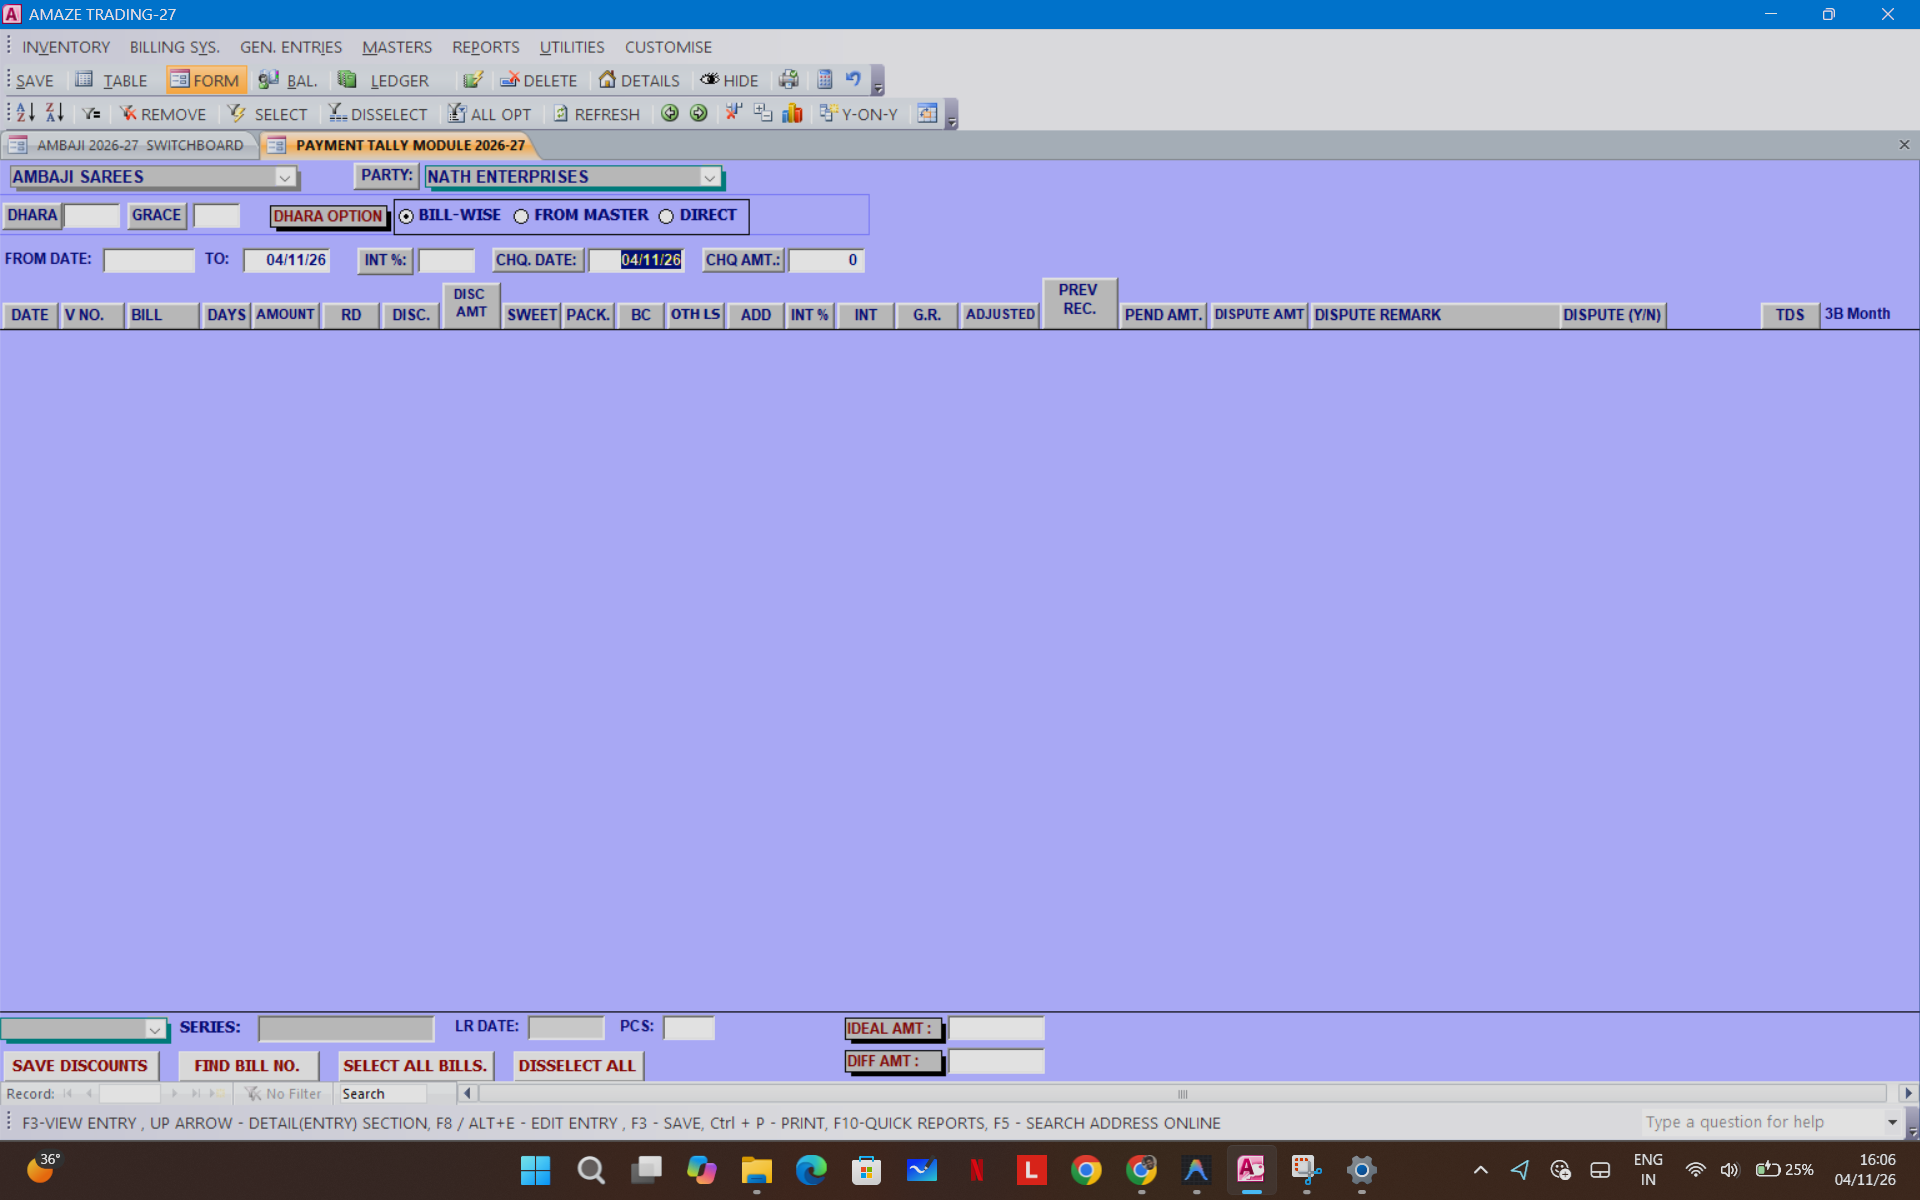 AMAZE TRADING-27
INVENTORY BILLING SYS. GEN. ENTRIES MASTERS REPORTS UTILITIES CUSTOMISE
SAVE TABLE FORM BAL. LEDGER DELETE DETAILS HIDE
REMOVE SELECT DISSELECT ALL OPT REFRESH Y-ON-Y
AMBAJI 2026-27 SWITCHBOARD PAYMENT TALLY MODULE 2026-27
AMBAJI SAREES PARTY: NATH ENTERPRISES
DHARA GRACE DHARA OPTION BILL-WISE FROM MASTER DIRECT
FROM DATE: TO: 04/11/26 INT %: CHQ. DATE: 04/11/26 CHQ AMT.: 0
DATE V NO. BILL DAYS AMOUNT RD DISC. DISC AMT SWEET PACK. BC OTH LS ADD INT % INT G.R. ADJUSTED PREV REC. PEND AMT. DISPUTE AMT DISPUTE REMARK DISPUTE (Y/N) TDS 3B Month
SERIES: LR DATE: PCS: IDEAL AMT :
SAVE DISCOUNTS FIND BILL NO. SELECT ALL BILLS. DISSELECT ALL DIFF AMT :
Record: No Filter Search
F3-VIEW ENTRY , UP ARROW - DETAIL(ENTRY) SECTION, F8 / ALT+E - EDIT ENTRY , F3 - SAVE, Ctrl + P - PRINT, F10-QUICK REPORTS, F5 - SEARCH ADDRESS ONLINE Type a question for help
36° ENG IN 25% 16:06 04/11/26